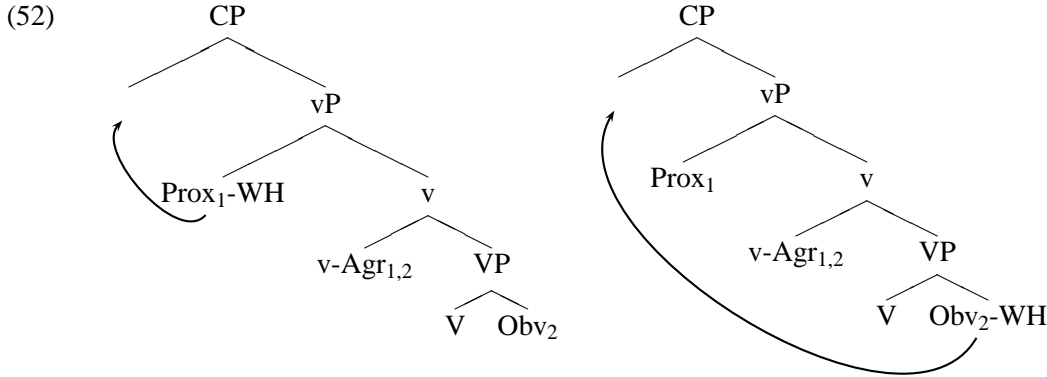 (52) CP CP
vP vP
Prox1-WH v Prox1 v
v-Agr1,2 VP v-Agr1,2 VP
V Obv2 V Obv2-WH